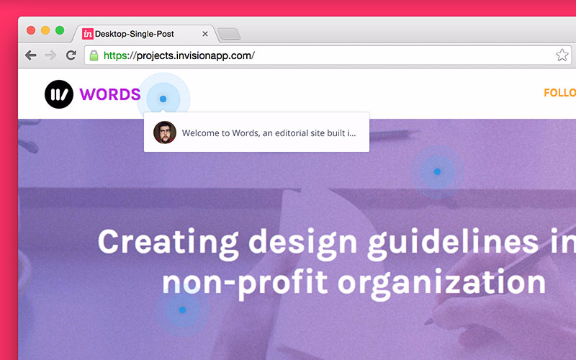 in Desktop-Single-Post
https://projects.invisionapp.com/
WORDS
FOLLO
Welcome to Words, an editorial site built i...
Creating design guidelines in
non-profit organization